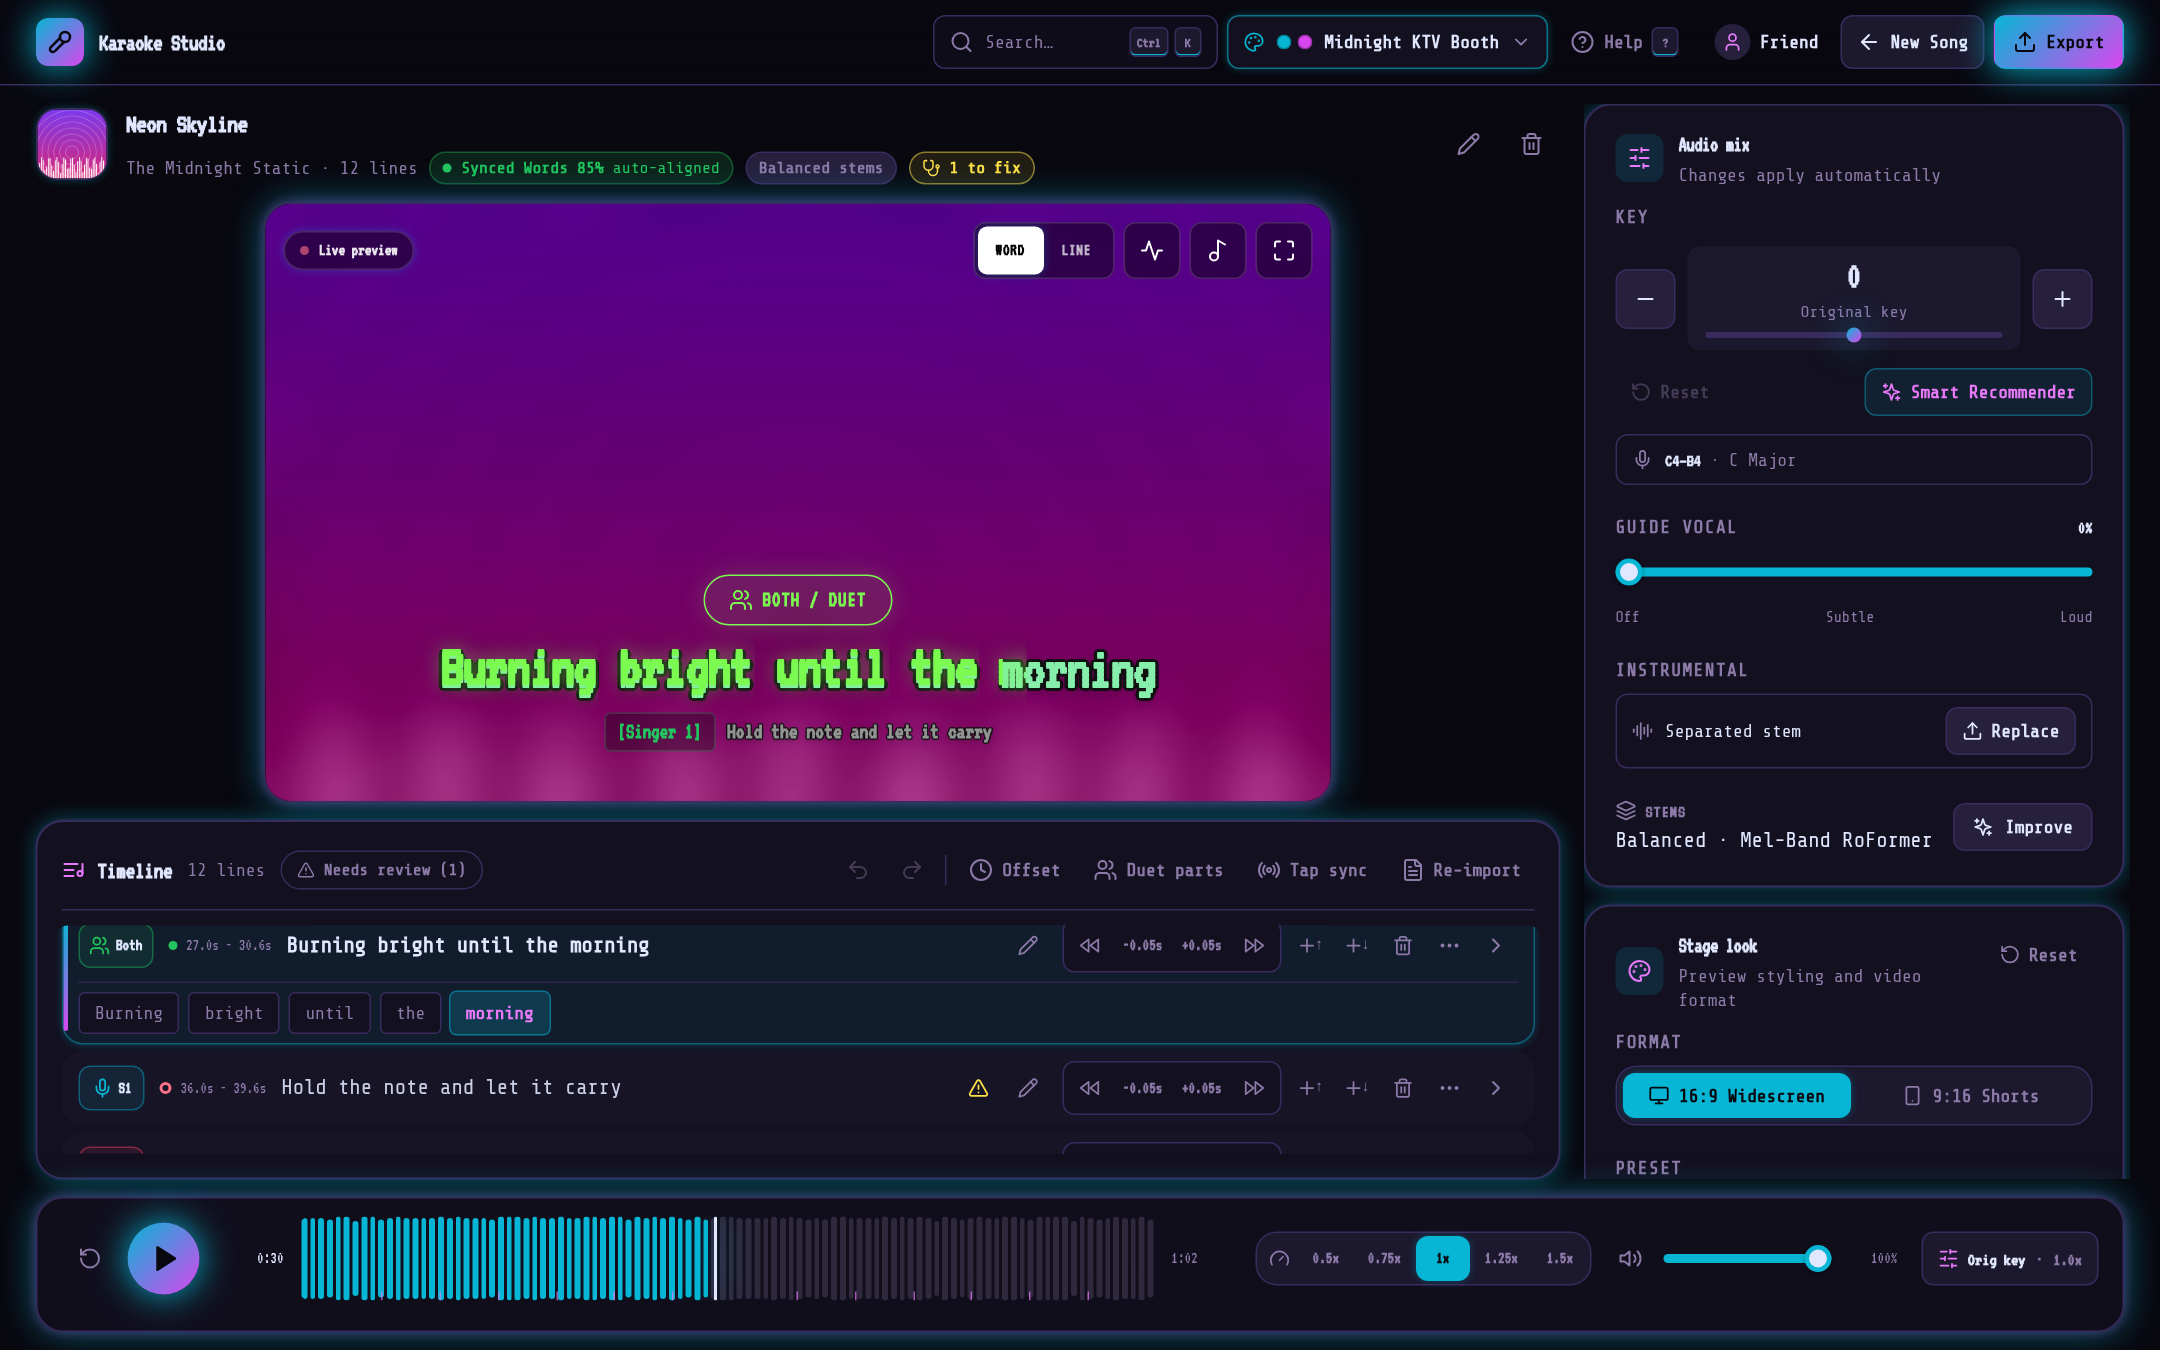 Karaoke Studio
Search…
Ctrl K
Midnight KTV Booth
Help ?
Friend
New Song
Export
Neon Skyline
The Midnight Static · 12 lines
Synced Words 85% auto-aligned
Balanced stems
1 to fix
Live preview
WORD LINE
BOTH / DUET
Burning bright until the morning
[Singer 1] Hold the note and let it carry
Timeline 12 lines
Needs review (1)
Offset
Duet parts
Tap sync
Re-import
Both 27.0s - 30.6s Burning bright until the morning
-0.05s +0.05s
Burning bright until the morning
S1 36.0s - 39.6s Hold the note and let it carry
-0.05s +0.05s
Audio mix
Changes apply automatically
KEY
0
Original key
Reset
Smart Recommender
C4–B4 · C Major
GUIDE VOCAL 0%
Off Subtle Loud
INSTRUMENTAL
Separated stem
Replace
STEMS
Balanced · Mel-Band RoFormer
Improve
Stage look
Preview styling and video
format
Reset
FORMAT
16:9 Widescreen
9:16 Shorts
PRESET
0:30
1:02
0.5x 0.75x 1x 1.25x 1.5x
100%
Orig key · 1.0x